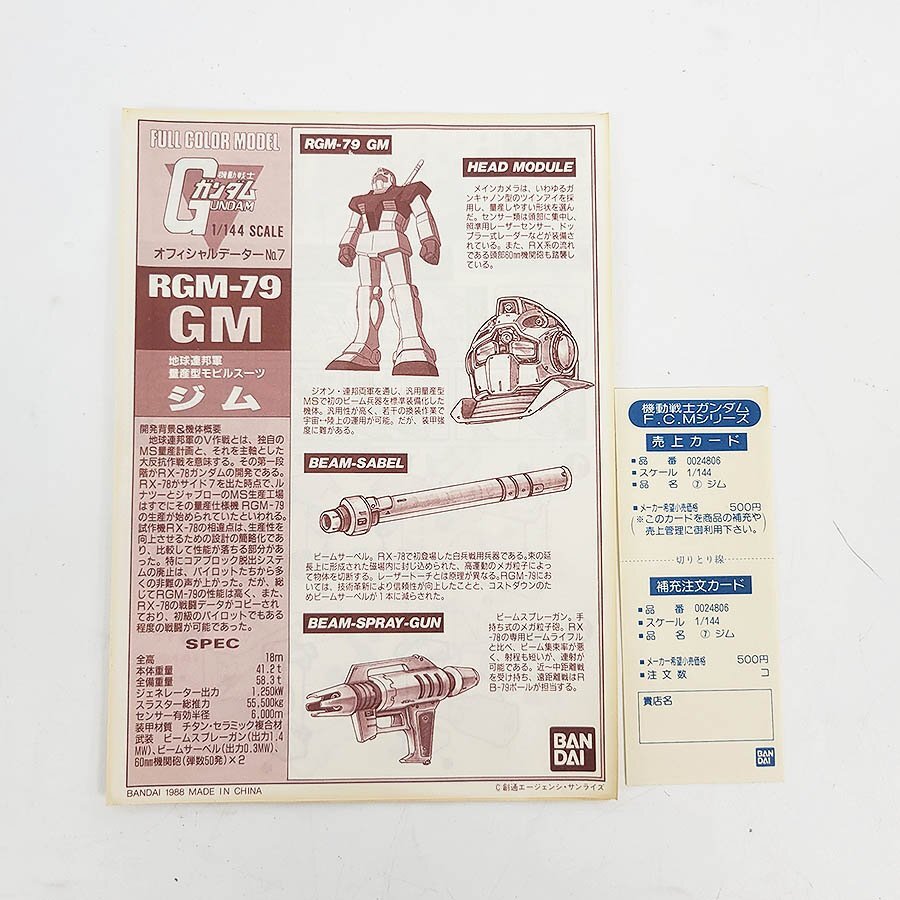 FULL COLOR MODEL
機動戦士
ガンダム
GUNDAM
1/144 SCALE
オフィシャルデーターNo.7
RGM-79
GM
地球連邦軍
量産型モビルスーツ
ジム
開発背景&機体概要
地球連邦軍のV作戦とは、独自の
MS量産計画と、それを主軸とした
大反抗作戦を意味する。その第一段
階がRX-78ガンダムの開発である。
RX-78がサイド7を出た時点で、ル
ナツーとジャブローのMS生産工場
はすでにその量産仕様機RGM-79
の生産が始められていたといわれる。
試作機RX-78の相違点は、生産性を
向上させるための設計の簡略化であ
り、比較して性能が落ちる部分があ
った。特にコアブロック脱出システ
ムの廃止は、パイロットたちから多
くの非難の声が上がった。だが、総
じてRGM-79の性能は高く、また、
RX-78の戦闘データがコピーされ
ており、初級のパイロットでもある
程度の戦闘が可能であった。
SPEC
全高 18m
本体重量 41.2t
全備重量 58.3t
ジェネレーター出力 1,250kW
スラスター総推力 55,500kg
センサー有効半径 6,000m
装甲材質 チタン・セラミック複合材
武装 ビームスプレーガン(出力1.4
MW)、ビームサーベル(出力0.3MW)、
60mm機関砲(弾数50発)×2
BANDAI 1988 MADE IN CHINA
RGM-79 GM
ジオン・連邦両軍を通じ、汎用量産型
MSで初のビーム兵器を標準装備化した
機体。汎用性が高く、若干の換装作業で
宇宙↔陸上の運用が可能。だが、装甲強
度に難がある。
HEAD MODULE
メインカメラは、いわゆるガ
ンキャノン型のツインアイを採
用し、量産しやすい形状を選ん
だ。センサー類は頭部に集中し、
照準用レーザーセンサー、ドッ
プラー式レーダーなどが装備さ
れている。また、RX系の流れ
である頭部60mm機関砲も踏襲し
ている。
BEAM-SABEL
ビームサーベル。RX-78で初登場した白兵戦用兵器である。束の延
長上に形成された磁場内に封じ込められた、高運動のメガ粒子によっ
て物体を切断する。レーザートーチとは原理が異なる。RGM-79にお
いては、技術革新により信頼性が向上したことと、コストダウンのた
めビームサーベルが1本に減らされた。
BEAM-SPRAY-GUN
ビームスプレーガン。手
持ち式のメガ粒子砲。RX
-78の専用ビームライフル
と比べ、ビーム集束率が悪
く、射程も短いが、連射が
可能である。近〜中距離戦
を受け持ち、遠距離戦はR
B-79ボールが担当する。
BAN
DAI
©創通エージェンシー・サンライズ
機動戦士ガンダム
F.C.Mシリーズ
売上カード
■品 番 0024806
■スケール 1/144
■品 名 ⑦ ジム
■メーカー希望小売価格 500円
(※このカードを商品の補充や
売上管理に御利用下さい。)
切りとり線
補充注文カード
■品 番 0024806
■スケール 1/144
■品 名 ⑦ ジム
■メーカー希望小売価格 500円
■注文数 コ
貴店名
BAN
DAI